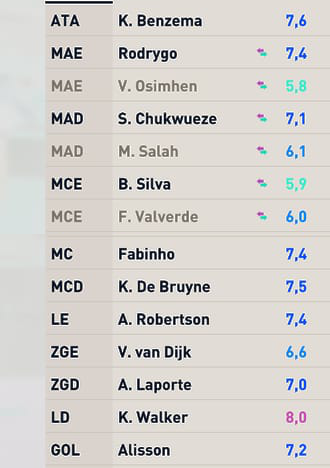 ATA K. Benzema 7,6
MAE Rodrygo 7,4
MAE V. Osimhen 5,8
MAD S. Chukwueze 7,1
MAD M. Salah 6,1
MCE B. Silva 5,9
MCE F. Valverde 6,0
MC Fabinho 7,4
MCD K. De Bruyne 7,5
LE A. Robertson 7,4
ZGE V. van Dijk 6,6
ZGD A. Laporte 7,0
LD K. Walker 8,0
GOL Alisson 7,2